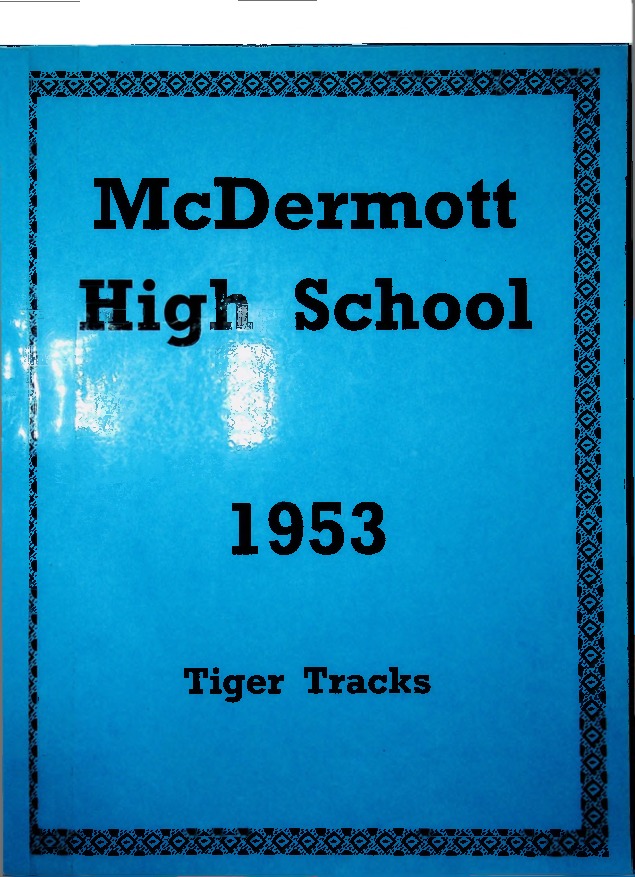 McDermott
High School
1953
Tiger Tracks